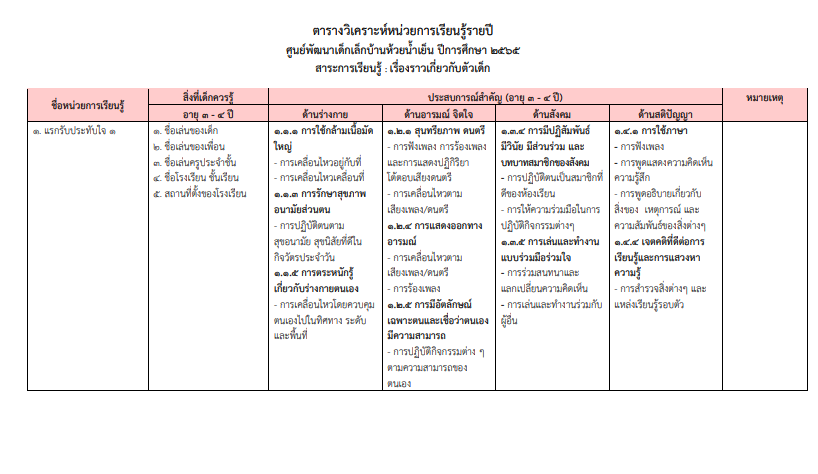 ตารางวิเคราะห์หน่วยการเรียนรู้รายปี
ศูนย์พัฒนาเด็กเล็กบ้านห้วยน้ำเย็น ปีการศึกษา ๒๕๖๕
สาระการเรียนรู้ : เรื่องราวเกี่ยวกับตัวเด็ก
ชื่อหน่วยการเรียนรู้
สิ่งที่เด็กควรรู้
อายุ ๓ - ๔ ปี
ประสบการณ์สำคัญ (อายุ ๓ - ๔ ปี)
หมายเหตุ
ด้านร่างกาย
ด้านอารมณ์ จิตใจ
ด้านสังคม
ด้านสติปัญญา
๑. แรกรับประทับใจ ๑
๑. ชื่อเล่นของเด็ก
๒. ชื่อเล่นของเพื่อน
๓. ชื่อเล่นครูประจำชั้น
๔. ชื่อโรงเรียน ชั้นเรียน
๕. สถานที่ตั้งของโรงเรียน
๑.๑.๑ การใช้กล้ามเนื้อมัด
ใหญ่
- การเคลื่อนไหวอยู่กับที่
- การเคลื่อนไหวเคลื่อนที่
๑.๑.๓ การรักษาสุขภาพ
อนามัยส่วนตน
- การปฏิบัติตนตาม
สุขอนามัย สุขนิสัยที่ดีใน
กิจวัตรประจำวัน
๑.๑.๕ การตระหนักรู้
เกี่ยวกับร่างกายตนเอง
- การเคลื่อนไหวโดยควบคุม
ตนเองไปในทิศทาง ระดับ
และพื้นที่
๑.๒.๑ สุนทรียภาพ ดนตรี
- การฟังเพลง การร้องเพลง
และการแสดงปฏิกิริยา
โต้ตอบเสียงดนตรี
- การเคลื่อนไหวตาม
เสียงเพลง/ดนตรี
๑.๒.๔ การแสดงออกทาง
อารมณ์
- การเคลื่อนไหวตาม
เสียงเพลง/ดนตรี
- การร้องเพลง
๑.๒.๕ การมีอัตลักษณ์
เฉพาะตนและเชื่อว่าตนเอง
มีความสามารถ
- การปฏิบัติกิจกรรมต่าง ๆ
ตามความสามารถของ
ตนเอง
๑.๓.๔ การมีปฏิสัมพันธ์
มีวินัย มีส่วนร่วม และ
บทบาทสมาชิกของสังคม
- การปฏิบัติตนเป็นสมาชิกที่
ดีของห้องเรียน
- การให้ความร่วมมือในการ
ปฏิบัติกิจกรรมต่างๆ
๑.๓.๕ การเล่นและทำงาน
แบบร่วมมือร่วมใจ
- การร่วมสนทนาและ
แลกเปลี่ยนความคิดเห็น
- การเล่นและทำงานร่วมกับ
ผู้อื่น
๑.๔.๑ การใช้ภาษา
- การฟังเพลง
- การพูดแสดงความคิดเห็น
ความรู้สึก
- การพูดอธิบายเกี่ยวกับ
สิ่งของ เหตุการณ์ และ
ความสัมพันธ์ของสิ่งต่างๆ
๑.๔.๔ เจตคติที่ดีต่อการ
เรียนรู้และการแสวงหา
ความรู้
- การสำรวจสิ่งต่างๆ และ
แหล่งเรียนรู้รอบตัว